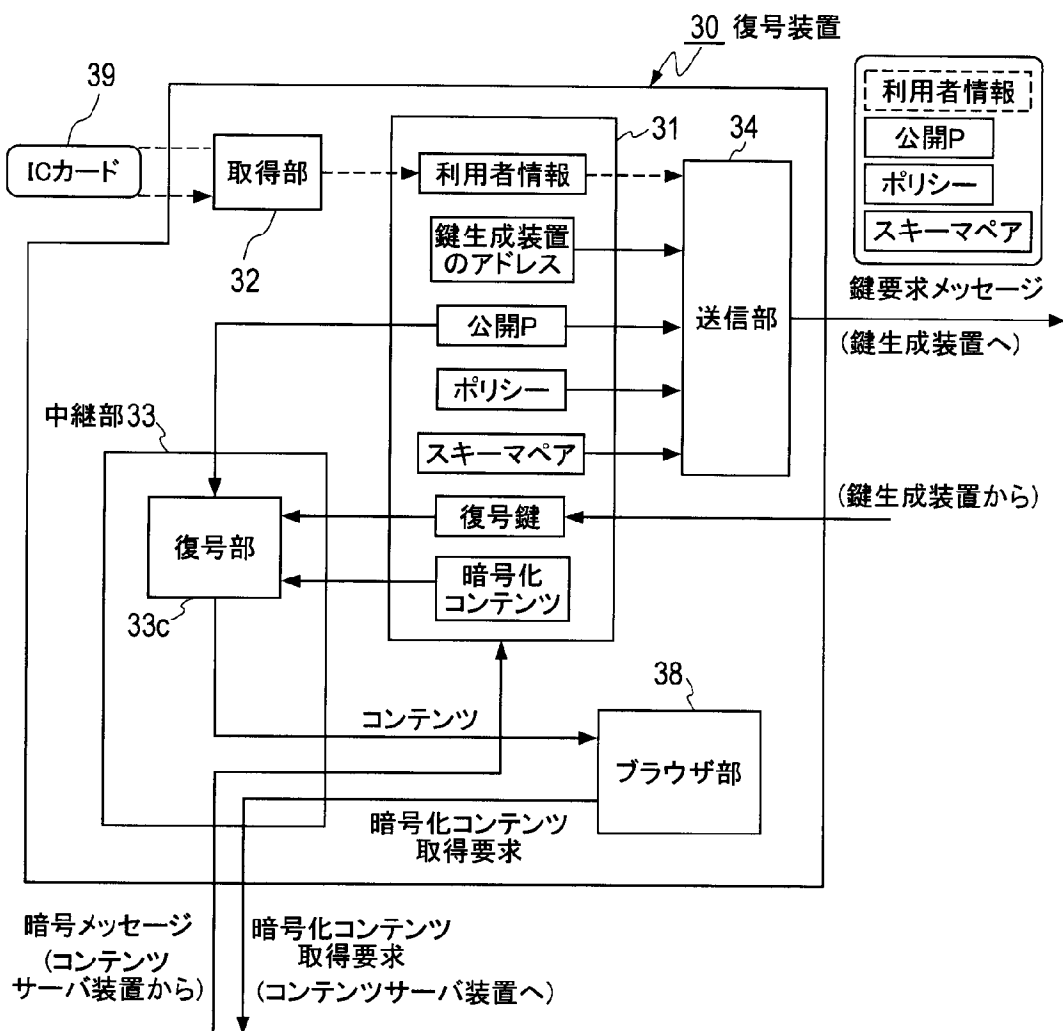 30 復号装置
39
ICカード
取得部
32
31
利用者情報
鍵生成装置
のアドレス
公開P
ポリシー
スキーマペア
復号鍵
暗号化
コンテンツ
34
送信部
利用者情報
公開P
ポリシー
スキーマペア
鍵要求メッセージ
(鍵生成装置へ)
(鍵生成装置から)
中継部33
復号部
33c
コンテンツ
38
ブラウザ部
暗号化コンテンツ
取得要求
暗号メッセージ
(コンテンツ
サーバ装置から)
暗号化コンテンツ
取得要求
(コンテンツサーバ装置へ)